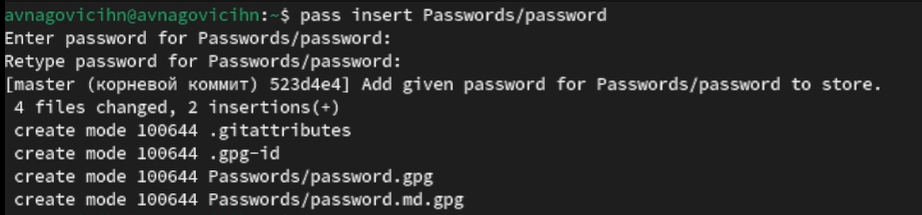 avnagovicihn@avnagovicihn:~$ pass insert Passwords/password
Enter password for Passwords/password:
Retype password for Passwords/password:
[master (корневой коммит) 523d4e4] Add given password for Passwords/password to store.
4 files changed, 2 insertions(+)
create mode 100644 .gitattributes
create mode 100644 .gpg-id
create mode 100644 Passwords/password.gpg
create mode 100644 Passwords/password.md.gpg